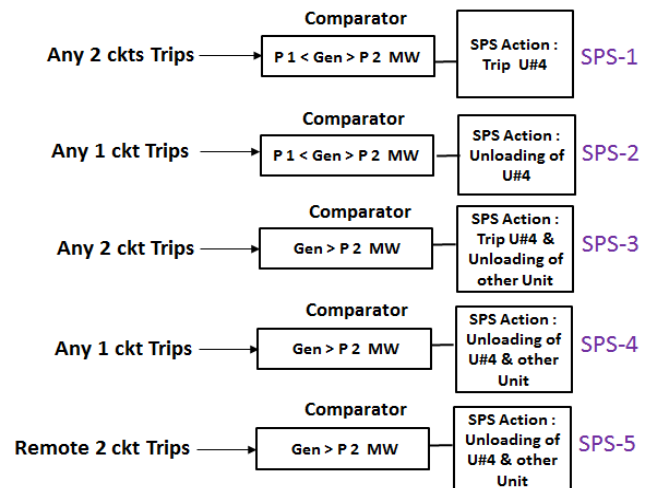 Comparator
Any 2 ckts Trips
P 1 < Gen > P 2 MW
SPS Action :
Trip U#4
SPS-1
Comparator
Any 1 ckt Trips
P 1 < Gen > P 2 MW
SPS Action :
Unloading of
U#4
SPS-2
Comparator
Any 2 ckt Trips
Gen > P 2 MW
SPS Action :
Trip U#4 &
Unloading of
other Unit
SPS-3
Comparator
Any 1 ckt Trips
Gen > P 2 MW
SPS Action :
Unloading of
U#4 & other
Unit
SPS-4
Comparator
Remote 2 ckt Trips
Gen > P 2 MW
SPS Action :
Unloading of
U#4 & other
Unit
SPS-5